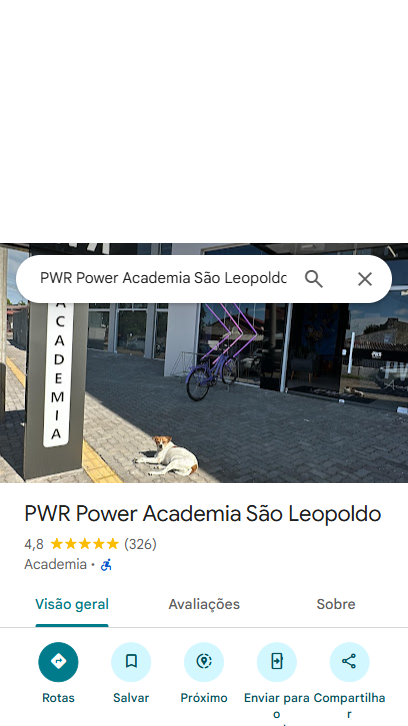 PWR Power Academia São Leopoldo
ACADEMIA
PWR Power Academia São Leopoldo
4,8 (326)
Academia ·
Visão geral
Avaliações
Sobre
Rotas
Salvar
Próximo
Enviar para o
Compartilhar